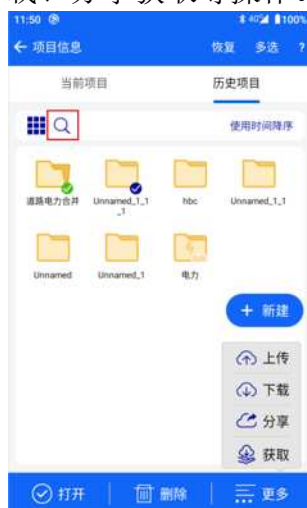 11:50 100%
项目信息 恢复 多选 ?
当前项目 历史项目
使用时间降序
道路电力合并 Unnamed_1_1_1 hbc Unnamed_1_1
Unnamed Unnamed_1 电力
+ 新建
上传
下载
分享
获取
打开 删除 更多